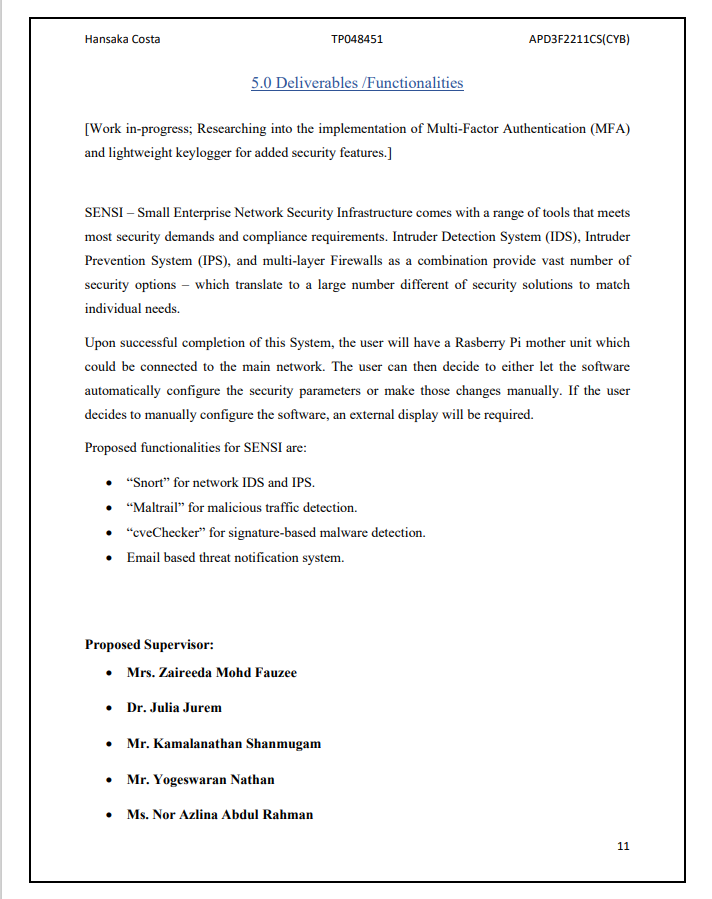 Hansaka Costa TP048451 APD3F2211CS(CYB)
5.0 Deliverables /Functionalities
[Work in-progress; Researching into the implementation of Multi-Factor Authentication (MFA)
and lightweight keylogger for added security features.]
SENSI – Small Enterprise Network Security Infrastructure comes with a range of tools that meets
most security demands and compliance requirements. Intruder Detection System (IDS), Intruder
Prevention System (IPS), and multi-layer Firewalls as a combination provide vast number of
security options – which translate to a large number different of security solutions to match
individual needs.
Upon successful completion of this System, the user will have a Rasberry Pi mother unit which
could be connected to the main network. The user can then decide to either let the software
automatically configure the security parameters or make those changes manually. If the user
decides to manually configure the software, an external display will be required.
Proposed functionalities for SENSI are:
• “Snort” for network IDS and IPS.
• “Maltrail” for malicious traffic detection.
• “cveChecker” for signature-based malware detection.
• Email based threat notification system.
Proposed Supervisor:
• Mrs. Zaireeda Mohd Fauzee
• Dr. Julia Jurem
• Mr. Kamalanathan Shanmugam
• Mr. Yogeswaran Nathan
• Ms. Nor Azlina Abdul Rahman
11